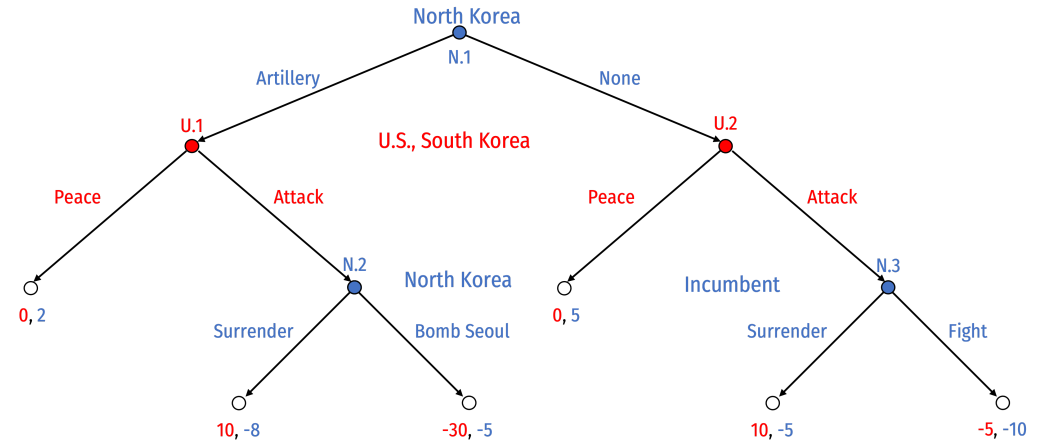 North Korea
N.1
Artillery
None
U.1
U.2
U.S., South Korea
Peace
Attack
Peace
Attack
N.2
N.3
North Korea
Incumbent
0, 2
0, 5
Surrender
Bomb Seoul
Surrender
Fight
10, -8
-30, -5
10, -5
-5, -10